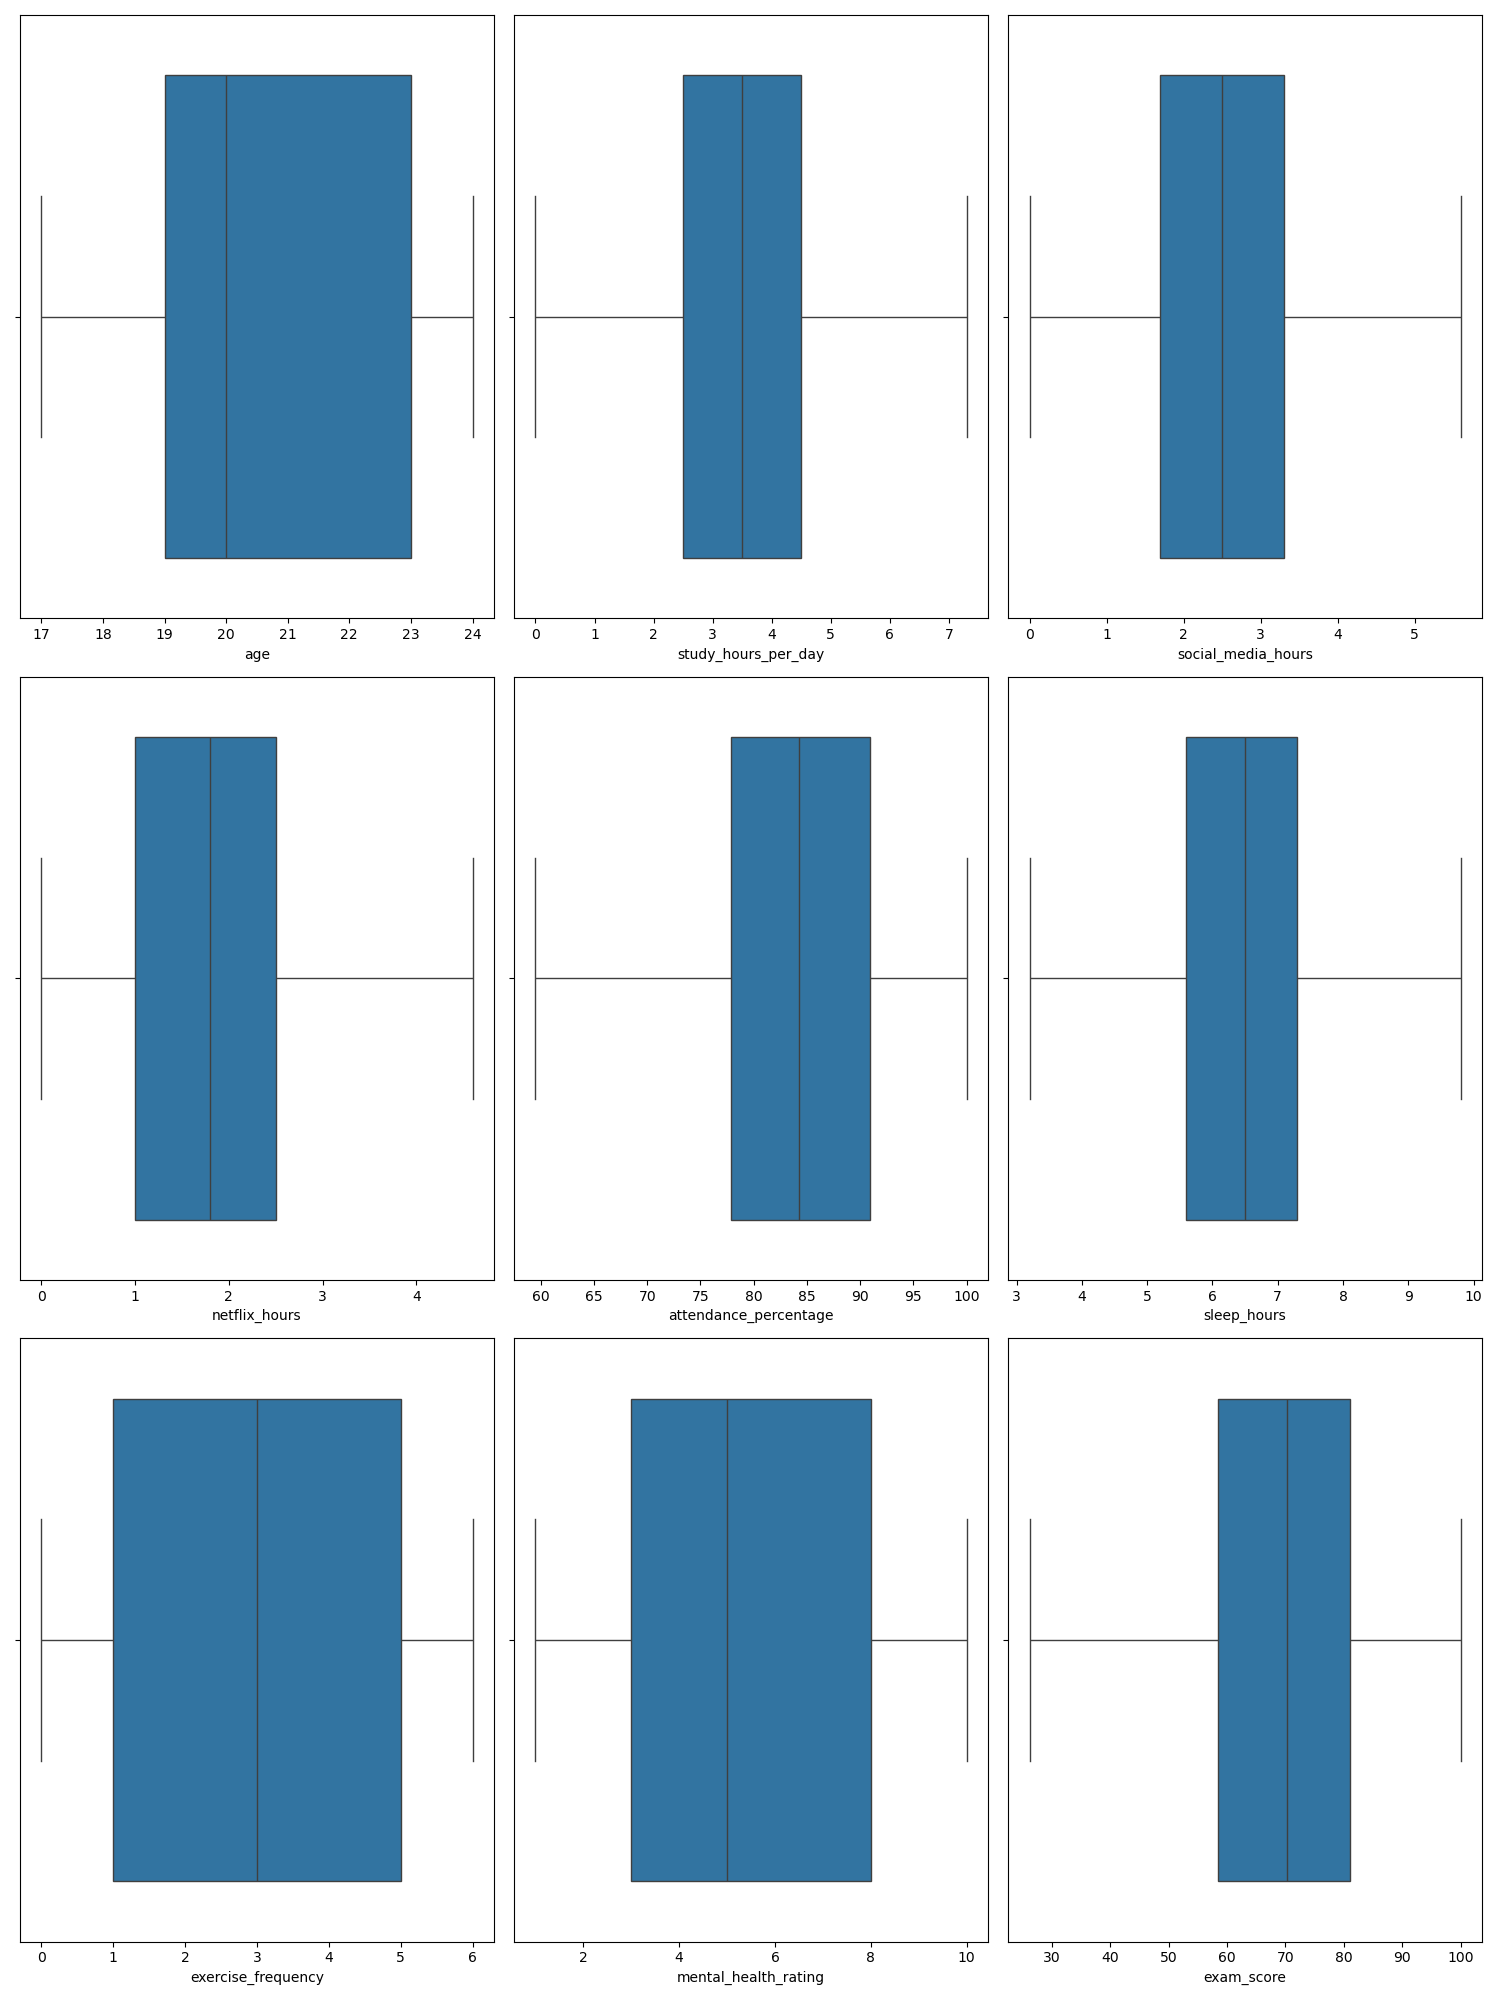 17 18 19 20 21 22 23 24
age
0 1 2 3 4 5 6 7
study_hours_per_day
0 1 2 3 4 5
social_media_hours
0 1 2 3 4
netflix_hours
60 65 70 75 80 85 90 95 100
attendance_percentage
3 4 5 6 7 8 9 10
sleep_hours
0 1 2 3 4 5 6
exercise_frequency
2 4 6 8 10
mental_health_rating
30 40 50 60 70 80 90 100
exam_score